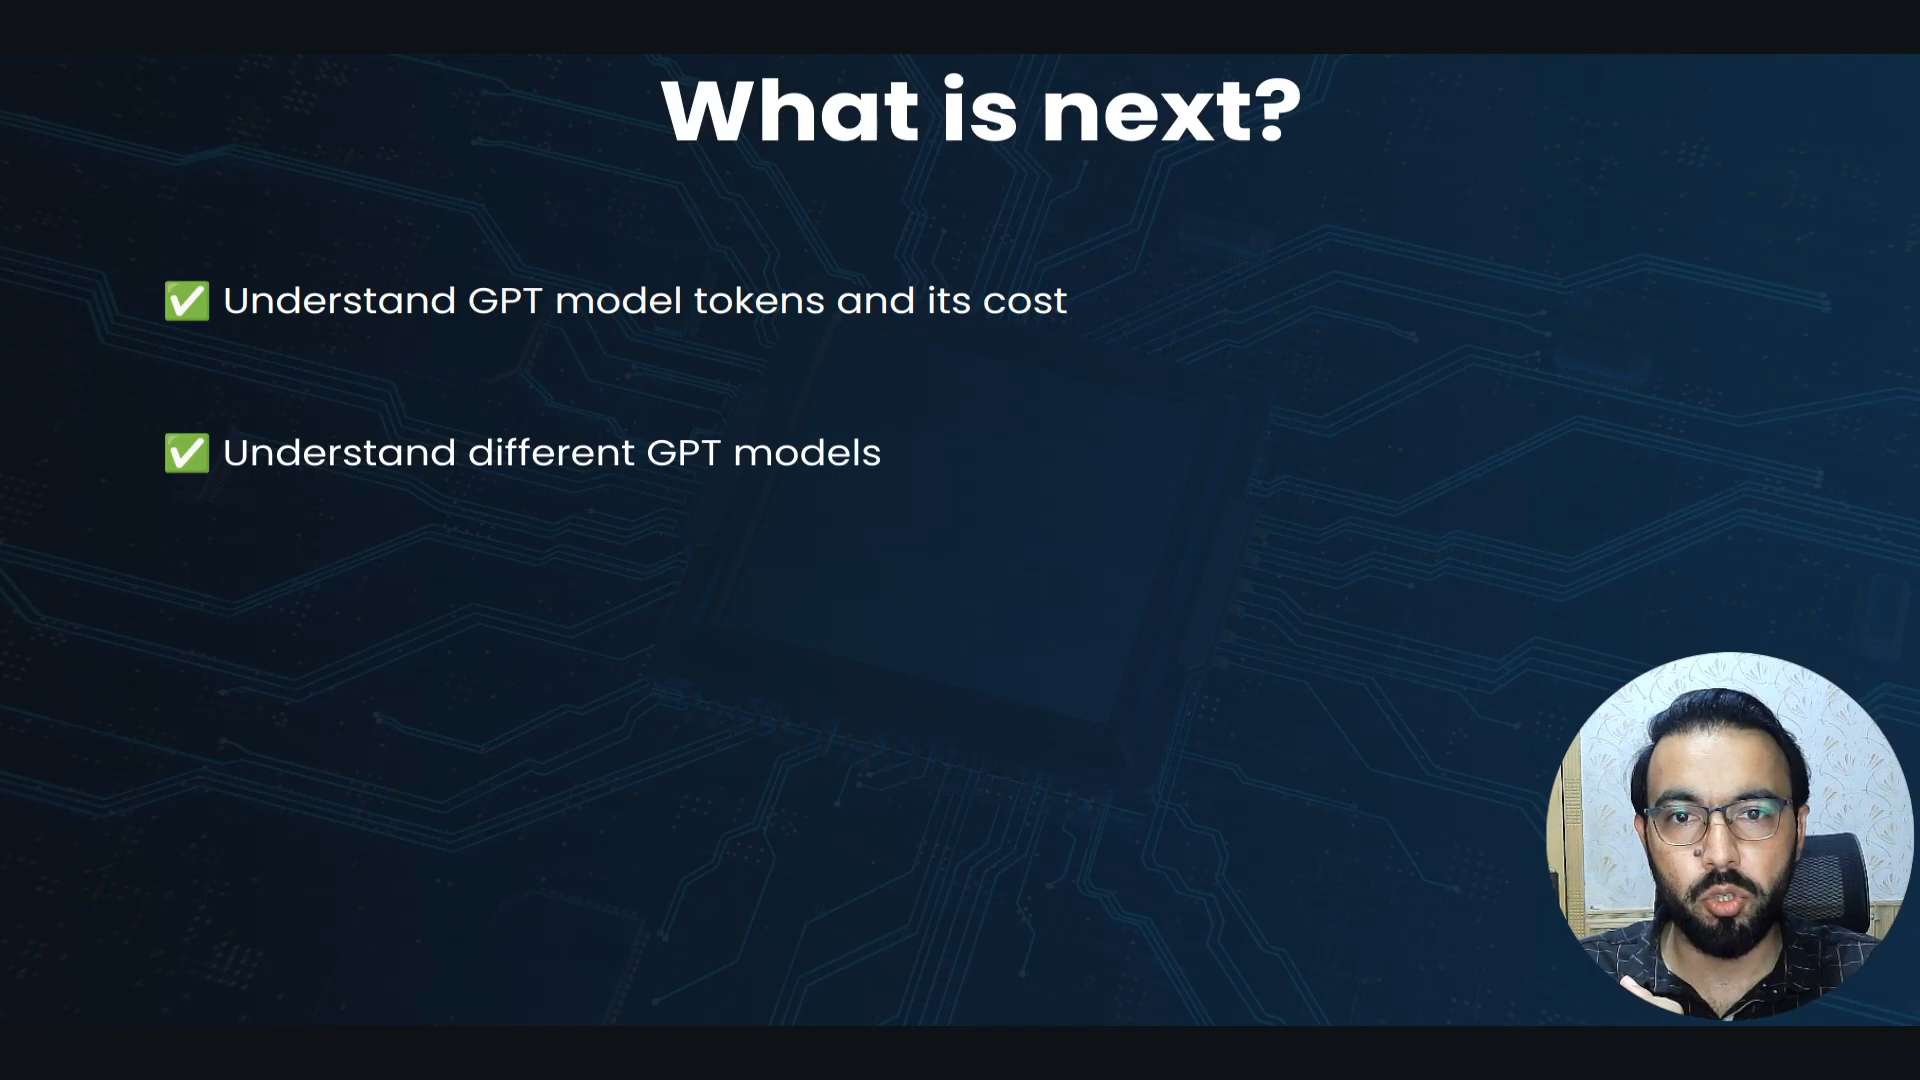 What is next?
✅ Understand GPT model tokens and its cost
✅ Understand different GPT models